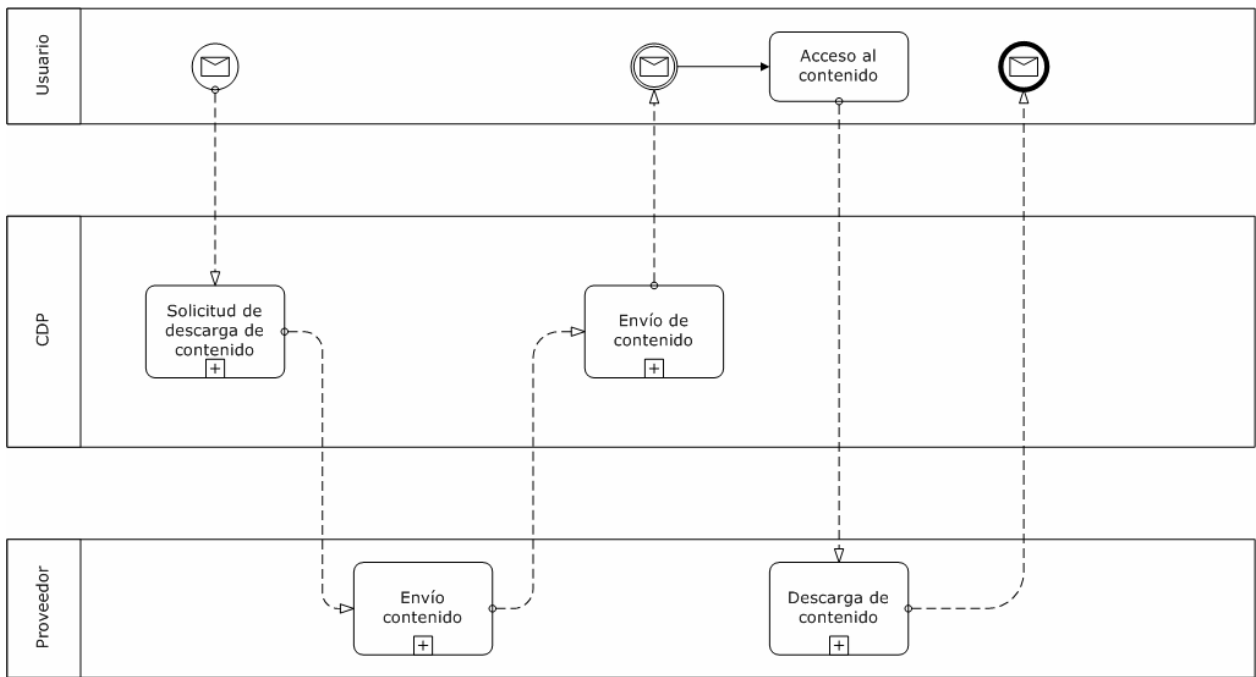 Usuario
Acceso al
contenido
CDP
Solicitud de
descarga de
contenido
Envío de
contenido
Proveedor
Envío
contenido
Descarga de
contenido